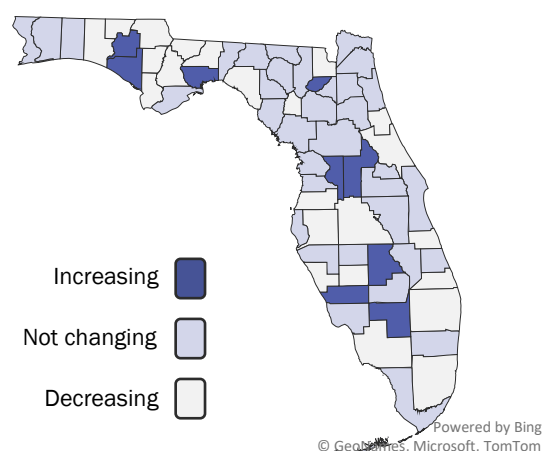 Increasing
Not changing
Decreasing
Powered by Bing
© GeoNames, Microsoft, TomTom